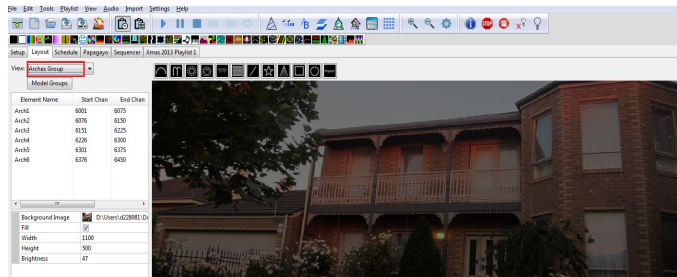 File Edit Tools Playlist View Audio Import Settings Help
Setup Layout Schedule Papagayo Sequencer Xmas 2013 Playlist 1
View: Arches Group
Model Groups
Element Name Start Chan End Chan
Arch1 6001 6075
Arch2 6076 6150
Arch3 6151 6225
Arch4 6226 6300
Arch5 6301 6375
Arch6 6376 6450
Background Image D:\Users\d228081\D
Fill
Width 1100
Height 500
Brightness 47